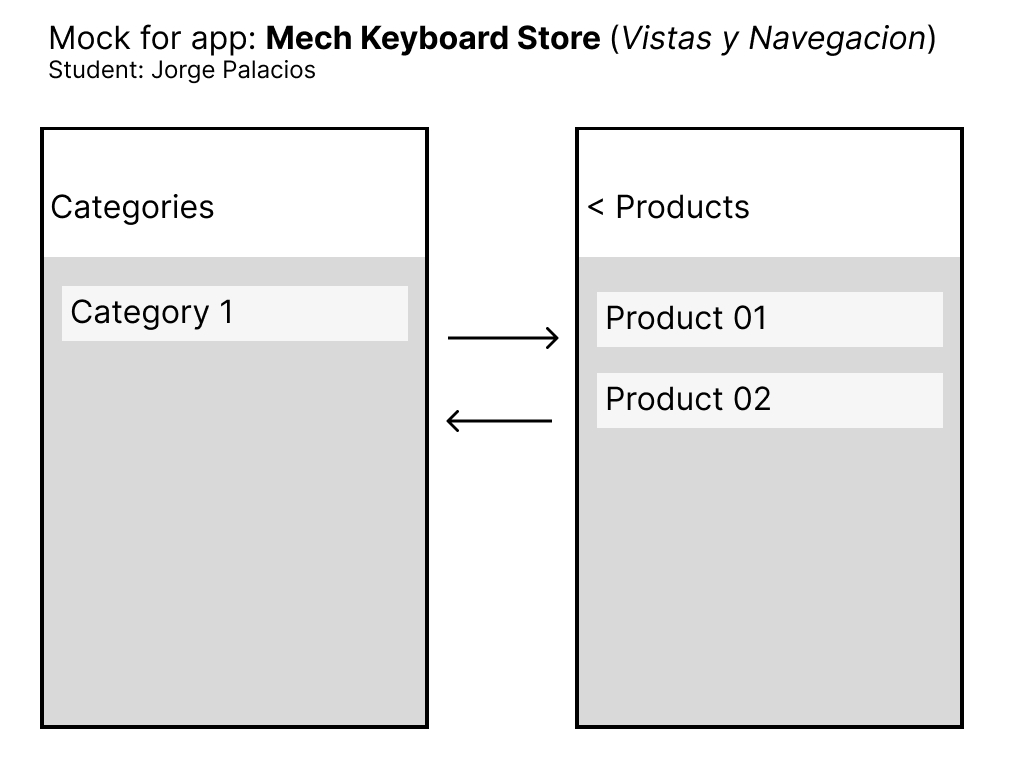 Mock for app: Mech Keyboard Store (Vistas y Navegacion)
Student: Jorge Palacios
Categories
Category 1
< Products
Product 01
Product 02